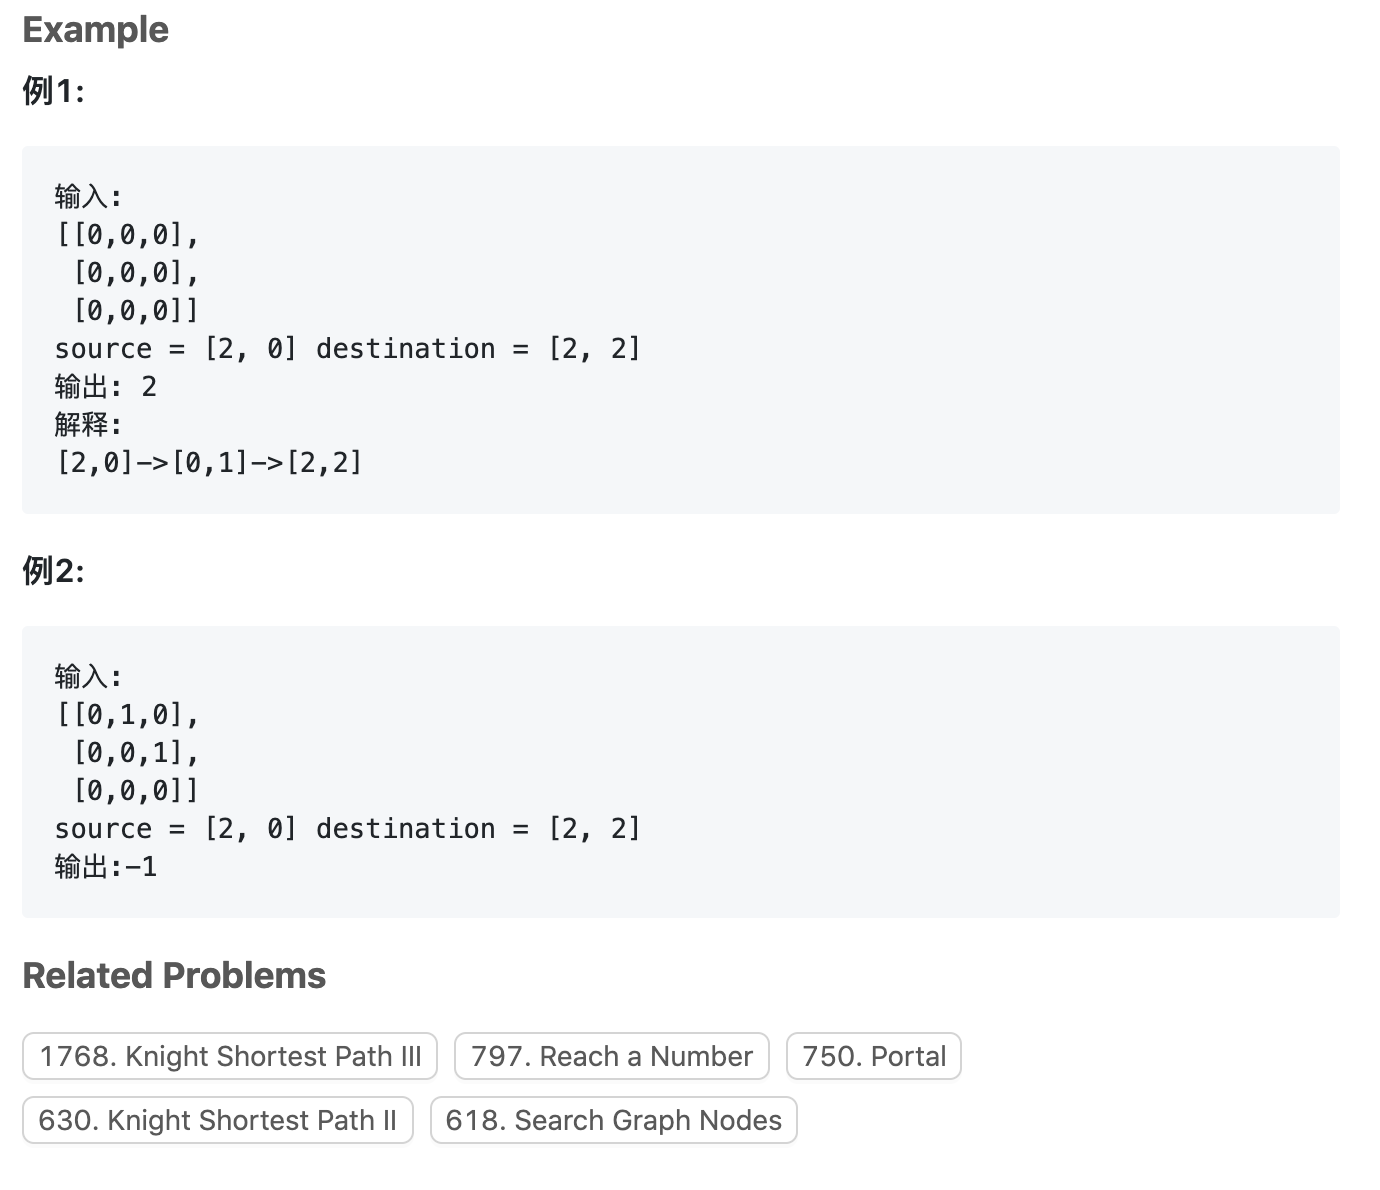 Example
例1:
输入:
[[0,0,0],
 [0,0,0],
 [0,0,0]]
source = [2, 0] destination = [2, 2]
输出: 2
解释:
[2,0]->[0,1]->[2,2]
例2:
输入:
[[0,1,0],
 [0,0,1],
 [0,0,0]]
source = [2, 0] destination = [2, 2]
输出:-1
Related Problems
1768. Knight Shortest Path III 797. Reach a Number 750. Portal
630. Knight Shortest Path II 618. Search Graph Nodes